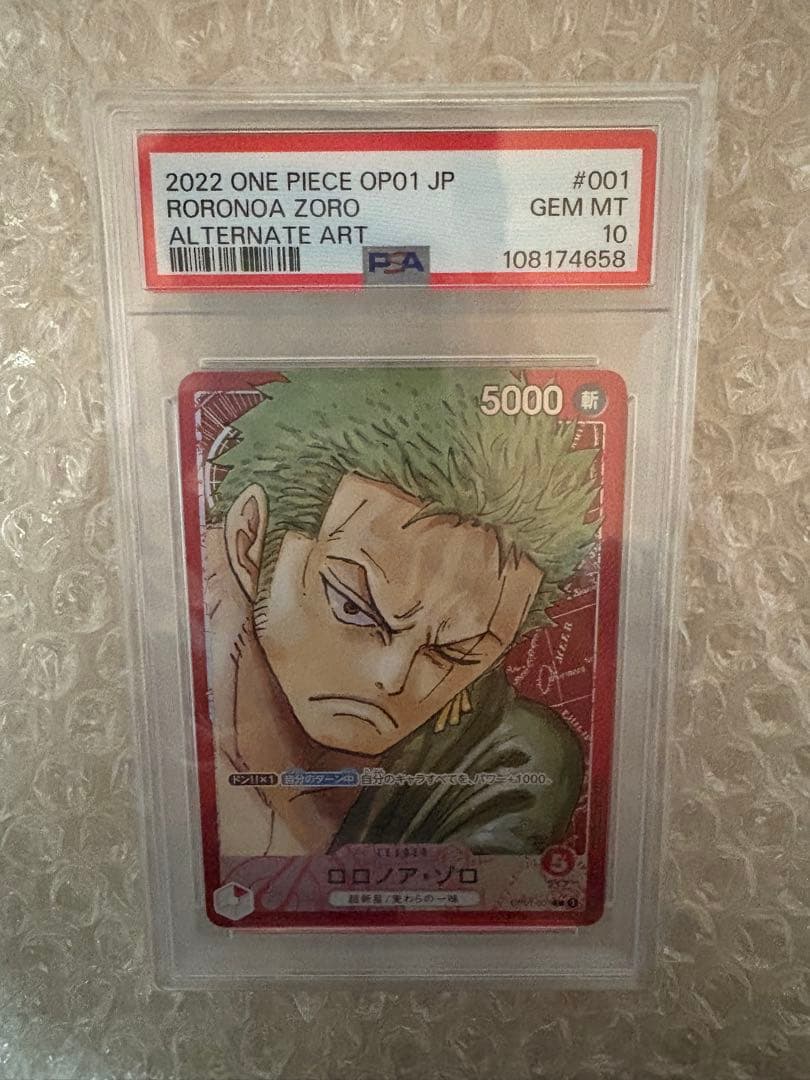 2022 ONE PIECE OP01 JP #001
RORONOA ZORO GEM MT
ALTERNATE ART 10
PSA 108174658
5000 斬
ドン!!×1 自分のターン中 自分のキャラすべてを、パワー+1000。
LEADER
5
ロロノア・ゾロ
超新星/麦わらの一味